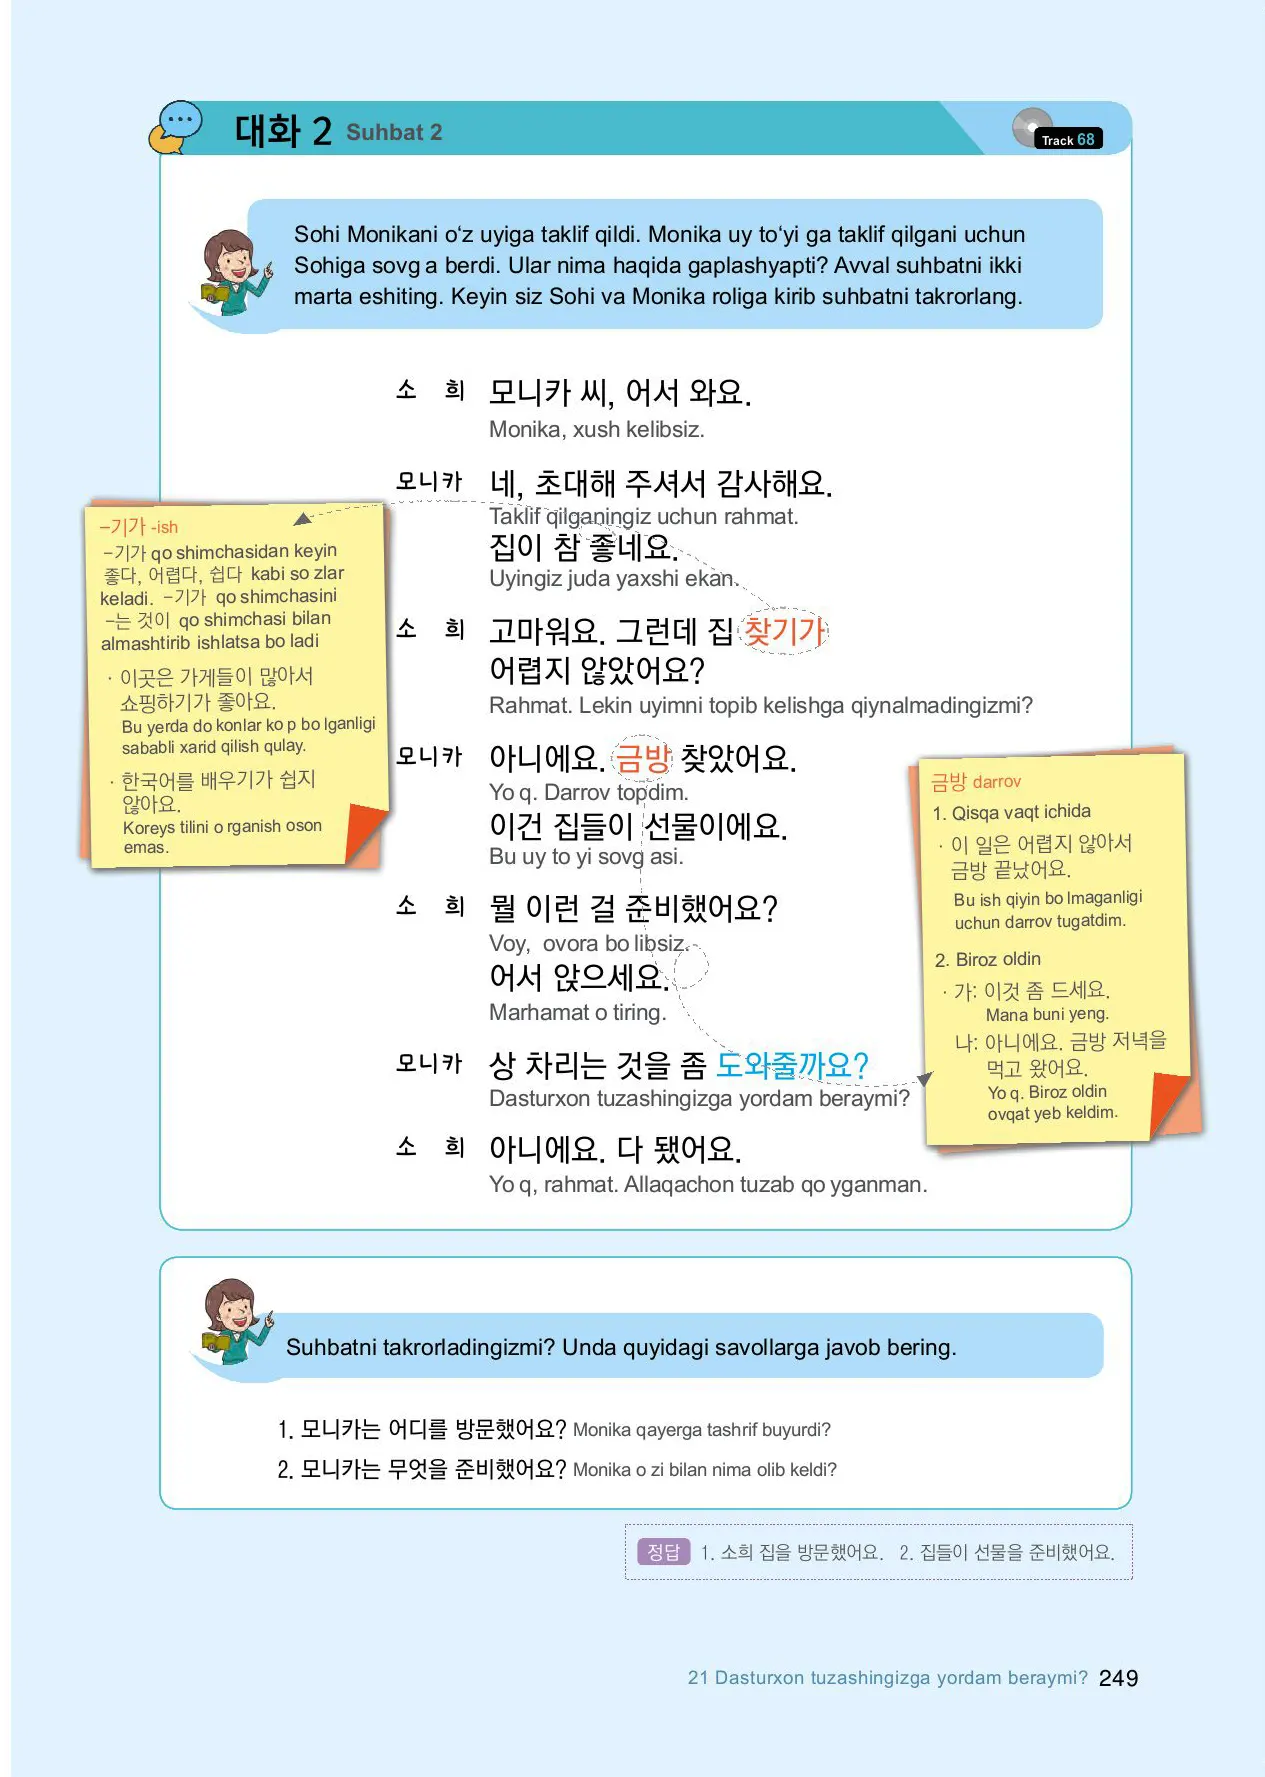 대화 2 Suhbat 2
Track 68
Sohi Monikani o‘z uyiga taklif qildi. Monika uy to‘yi ga taklif qilgani uchun
Sohiga sovg a berdi. Ular nima haqida gaplashyapti? Avval suhbatni ikki
marta eshiting. Keyin siz Sohi va Monika roliga kirib suhbatni takrorlang.
소 희 모니카 씨, 어서 와요.
Monika, xush kelibsiz.
모니카 네, 초대해 주셔서 감사해요.
Taklif qilganingiz uchun rahmat.
집이 참 좋네요.
Uyingiz juda yaxshi ekan.
소 희 고마워요. 그런데 집 찾기가
어렵지 않았어요?
Rahmat. Lekin uyimni topib kelishga qiynalmadingizmi?
모니카 아니에요. 금방 찾았어요.
Yo q. Darrov topdim.
이건 집들이 선물이에요.
Bu uy to yi sovg asi.
소 희 뭘 이런 걸 준비했어요?
Voy, ovora bo libsiz.
어서 앉으세요.
Marhamat o tiring.
모니카 상 차리는 것을 좀 도와줄까요?
Dasturxon tuzashingizga yordam beraymi?
소 희 아니에요. 다 됐어요.
Yo q, rahmat. Allaqachon tuzab qo yganman.
-기가 -ish
-기가 qo shimchasidan keyin
좋다, 어렵다, 쉽다 kabi so zlar
keladi. -기가 qo shimchasini
-는 것이 qo shimchasi bilan
almashtirib ishlatsa bo ladi
· 이곳은 가게들이 많아서
쇼핑하기가 좋아요.
Bu yerda do konlar ko p bo lganligi
sababli xarid qilish qulay.
· 한국어를 배우기가 쉽지
않아요.
Koreys tilini o rganish oson
emas.
금방 darrov
1. Qisqa vaqt ichida
· 이 일은 어렵지 않아서
금방 끝났어요.
Bu ish qiyin bo lmaganligi
uchun darrov tugatdim.
2. Biroz oldin
· 가: 이것 좀 드세요.
Mana buni yeng.
나: 아니에요. 금방 저녁을
먹고 왔어요.
Yo q. Biroz oldin
ovqat yeb keldim.
Suhbatni takrorladingizmi? Unda quyidagi savollarga javob bering.
1. 모니카는 어디를 방문했어요? Monika qayerga tashrif buyurdi?
2. 모니카는 무엇을 준비했어요? Monika o zi bilan nima olib keldi?
정답 1. 소희 집을 방문했어요. 2. 집들이 선물을 준비했어요.
21 Dasturxon tuzashingizga yordam beraymi? 249